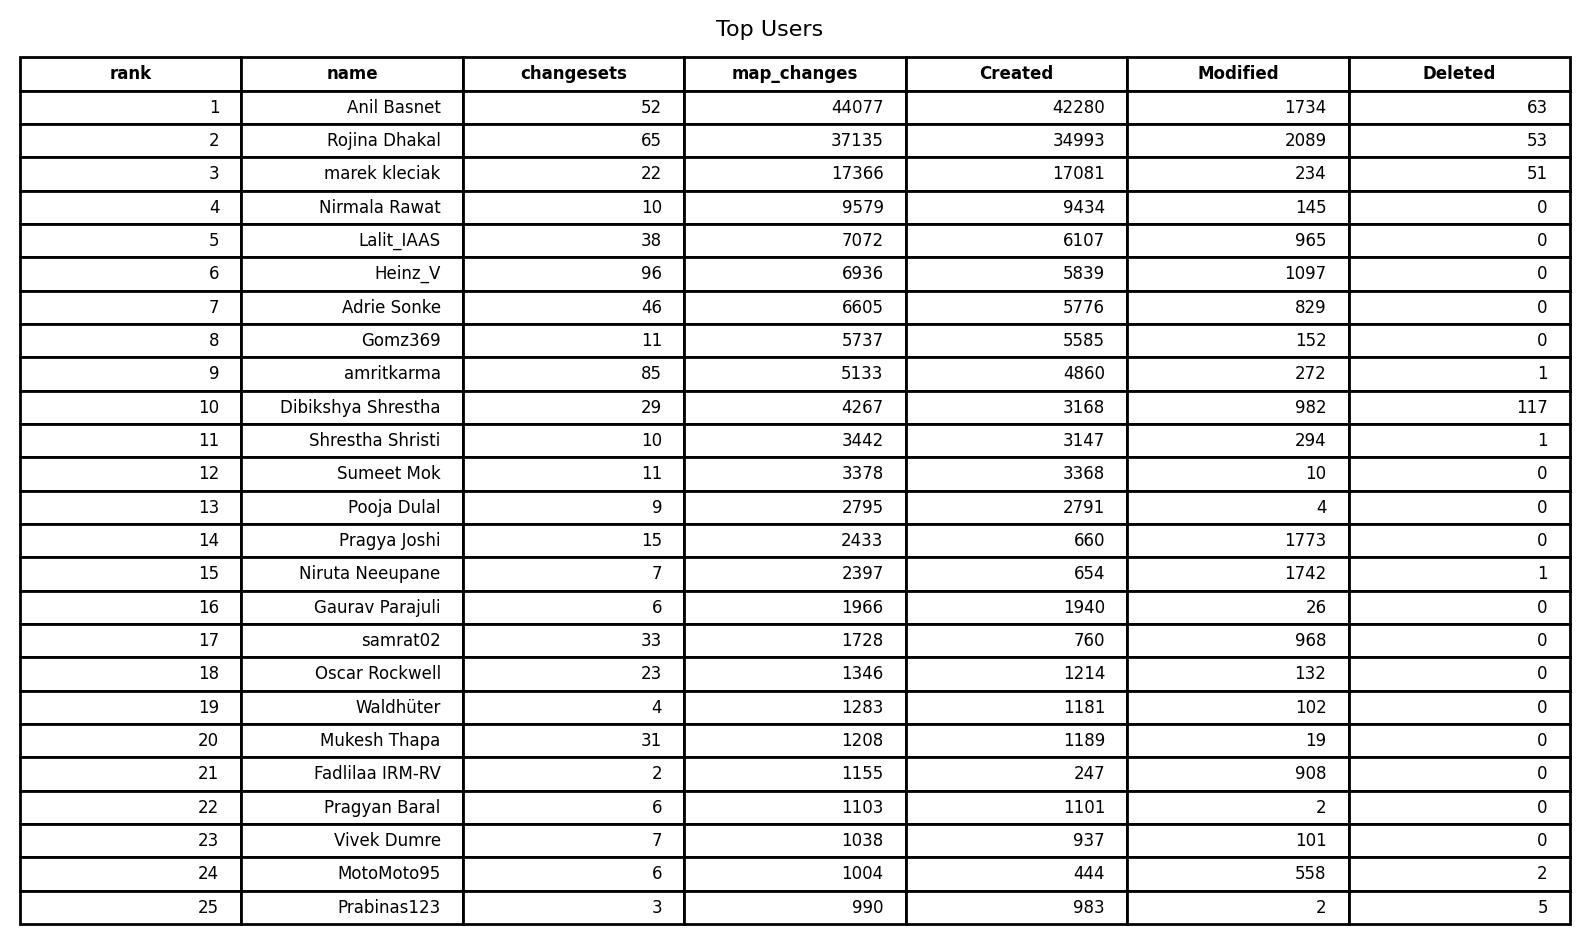 Top Users
rank name changesets map_changes Created Modified Deleted
1 Anil Basnet 52 44077 42280 1734 63
2 Rojina Dhakal 65 37135 34993 2089 53
3 marek kleciak 22 17366 17081 234 51
4 Nirmala Rawat 10 9579 9434 145 0
5 Lalit_IAAS 38 7072 6107 965 0
6 Heinz_V 96 6936 5839 1097 0
7 Adrie Sonke 46 6605 5776 829 0
8 Gomz369 11 5737 5585 152 0
9 amritkarma 85 5133 4860 272 1
10 Dibikshya Shrestha 29 4267 3168 982 117
11 Shrestha Shristi 10 3442 3147 294 1
12 Sumeet Mok 11 3378 3368 10 0
13 Pooja Dulal 9 2795 2791 4 0
14 Pragya Joshi 15 2433 660 1773 0
15 Niruta Neeupane 7 2397 654 1742 1
16 Gaurav Parajuli 6 1966 1940 26 0
17 samrat02 33 1728 760 968 0
18 Oscar Rockwell 23 1346 1214 132 0
19 Waldhüter 4 1283 1181 102 0
20 Mukesh Thapa 31 1208 1189 19 0
21 Fadlilaa IRM-RV 2 1155 247 908 0
22 Pragyan Baral 6 1103 1101 2 0
23 Vivek Dumre 7 1038 937 101 0
24 MotoMoto95 6 1004 444 558 2
25 Prabinas123 3 990 983 2 5